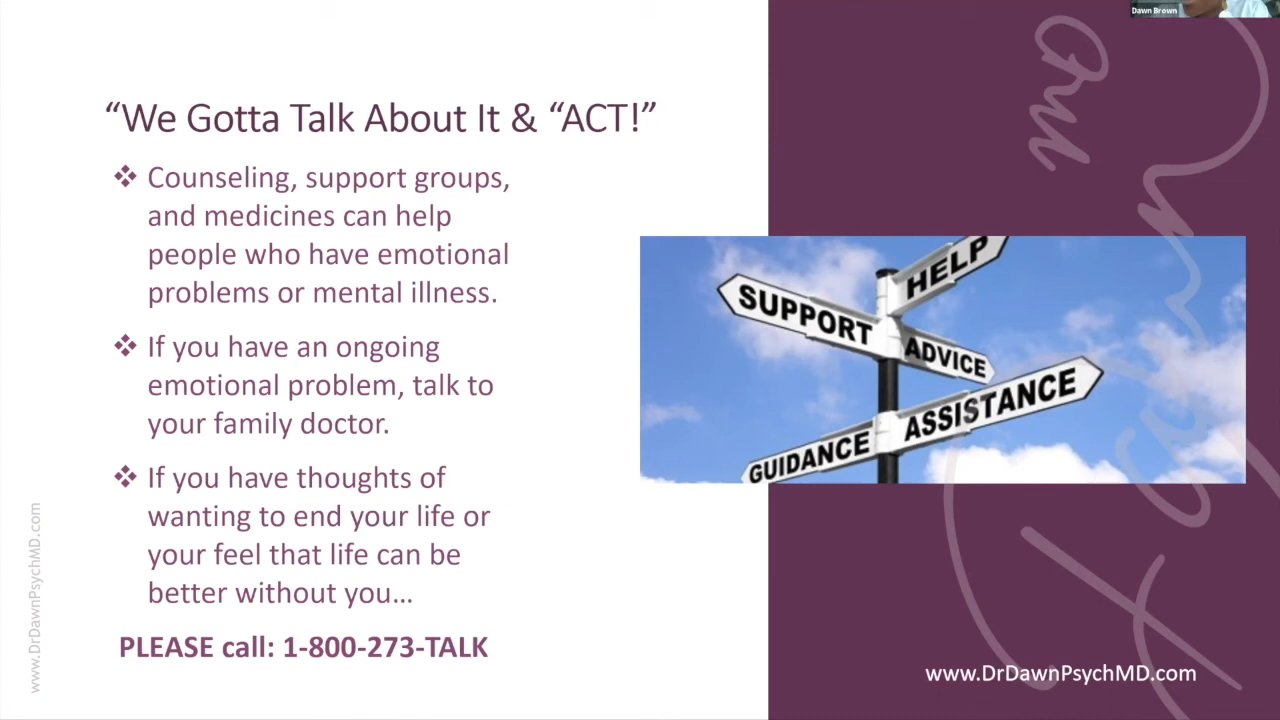 Dawn Brown
“We Gotta Talk About It & “ACT!”
❖ Counseling, support groups,
and medicines can help
people who have emotional
problems or mental illness.
❖ If you have an ongoing
emotional problem, talk to
your family doctor.
❖ If you have thoughts of
wanting to end your life or
your feel that life can be
better without you…
PLEASE call: 1-800-273-TALK
HELP
SUPPORT
ADVICE
ASSISTANCE
GUIDANCE
www.DrDawnPsychMD.com
www.DrDawnPsychMD.com